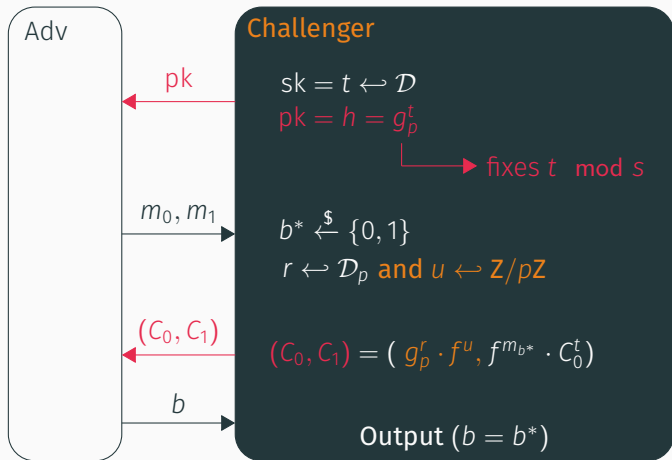 Adv
Challenger
pk
sk = t ↩ 𝒟
pk = h = g_p^t
fixes t mod s
m_0, m_1
b* $← {0, 1}
r ↩ 𝒟_p and u ↩ Z/pZ
(C_0, C_1)
(C_0, C_1) = ( g_p^r · f^u, f^{m_{b*}} · C_0^t)
b
Output (b = b*)